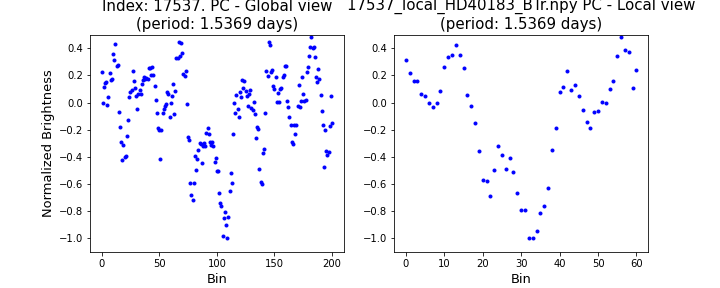 Index: 17537. PC - Global view
(period: 1.5369 days)
17537_local_HD40183_BTr.npy PC - Local view
(period: 1.5369 days)
Normalized Brightness
0.4
0.2
0.0
−0.2
−0.4
−0.6
−0.8
−1.0
0 50 100 150 200
Bin
0.4
0.2
0.0
−0.2
−0.4
−0.6
−0.8
−1.0
0 10 20 30 40 50 60
Bin